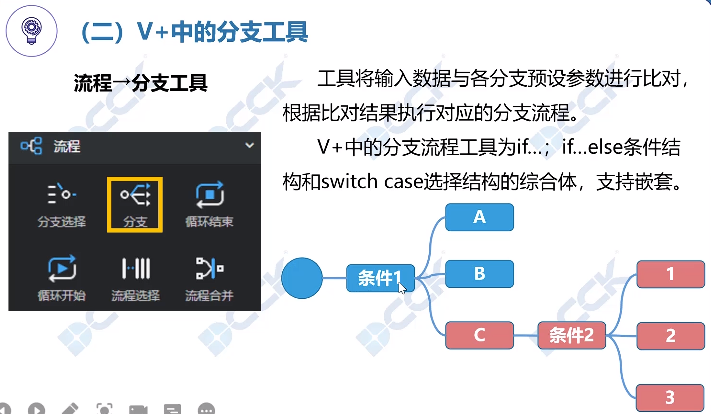 （二）V+中的分支工具
流程→分支工具
流程
分支选择 分支 循环结束
循环开始 流程选择 流程合并
工具将输入数据与各分支预设参数进行比对，
根据比对结果执行对应的分支流程。
V+中的分支流程工具为if...；if...else条件结
构和switch case选择结构的综合体，支持嵌套。
A
条件1
B
C
条件2
1
2
3
DCCK